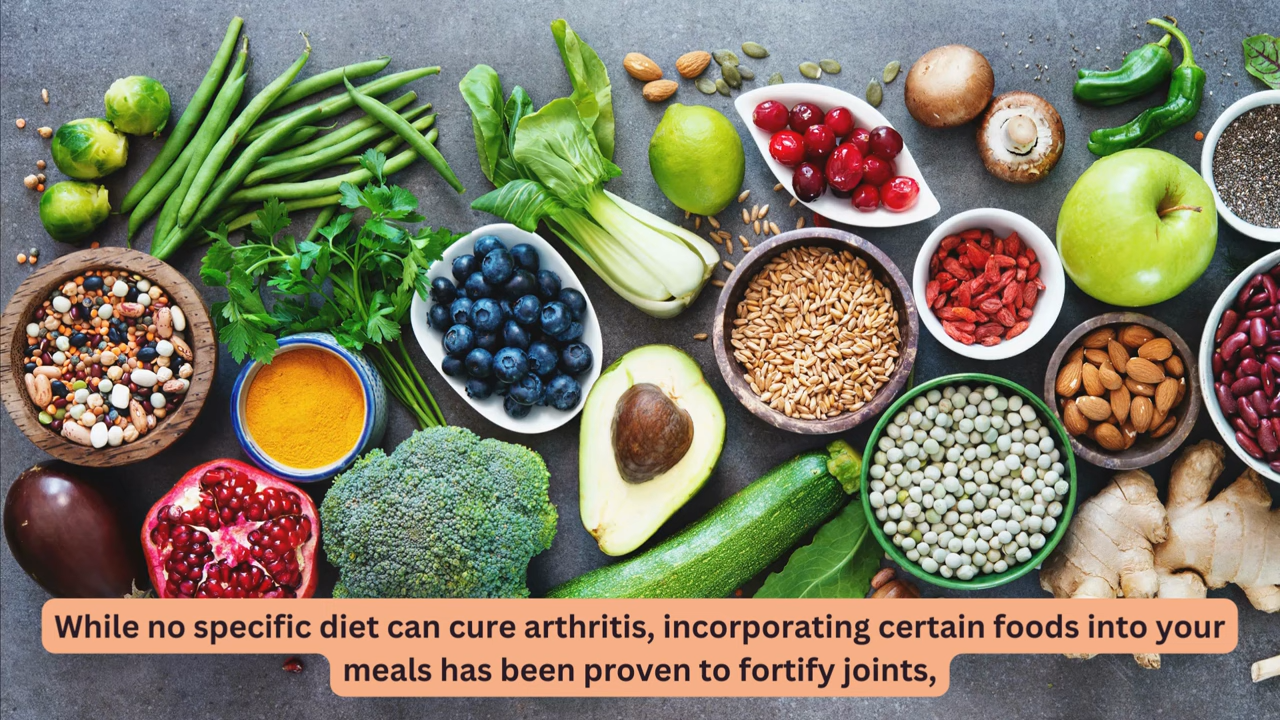 While no specific diet can cure arthritis, incorporating certain foods into your
meals has been proven to fortify joints,